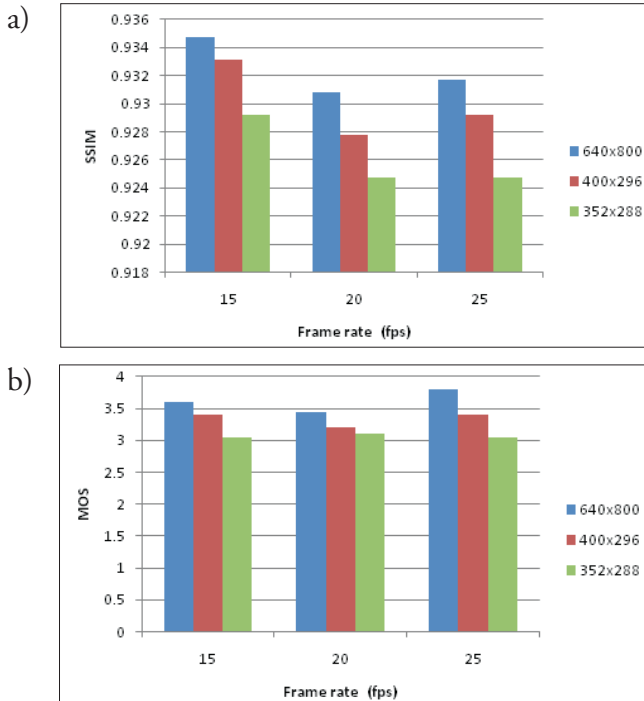 a)
0.936
0.934
0.932
0.93
0.928
0.926
0.924
0.922
0.92
0.918
SSIM
15 20 25
Frame rate (fps)
640x800
400x296
352x288
b)
4
3.5
3
2.5
2
1.5
1
0.5
0
MOS
15 20 25
Frame rate (fps)
640x800
400x296
352x288